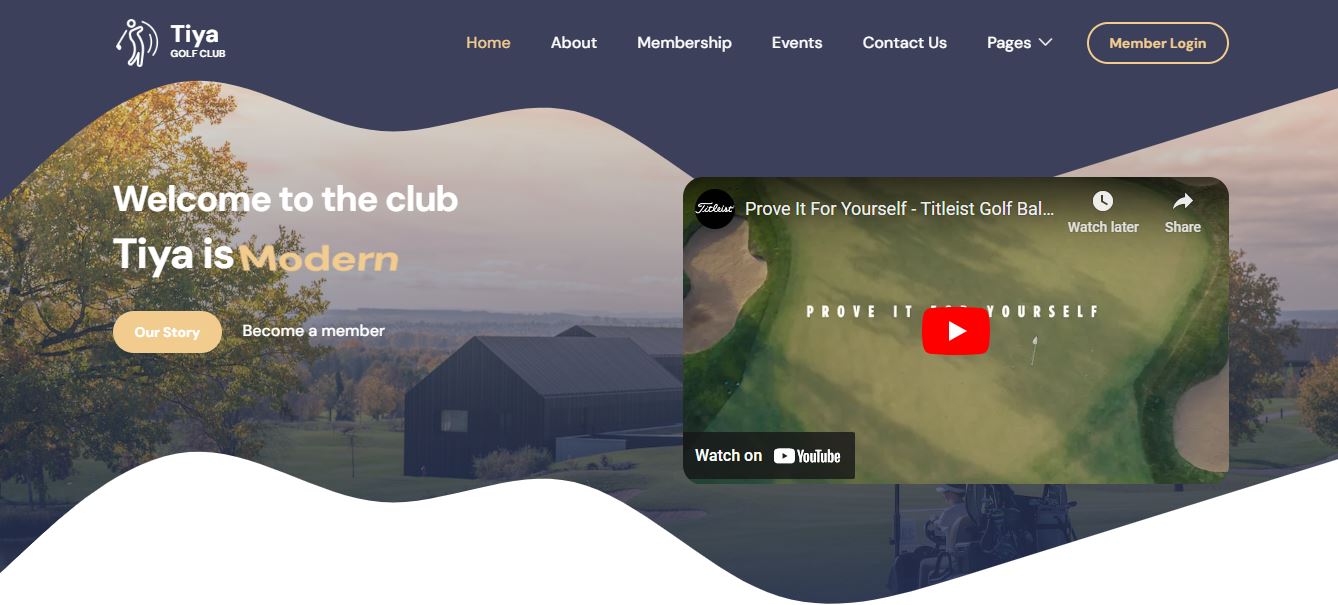 Tiya
GOLF CLUB
Home
About
Membership
Events
Contact Us
Pages
Member Login
Welcome to the club
Tiya is Modern
Our Story
Become a member
Titleist
Prove It For Yourself - Titleist Golf Bal...
Watch later
Share
PROVE IT FOR YOURSELF
Watch on YouTube